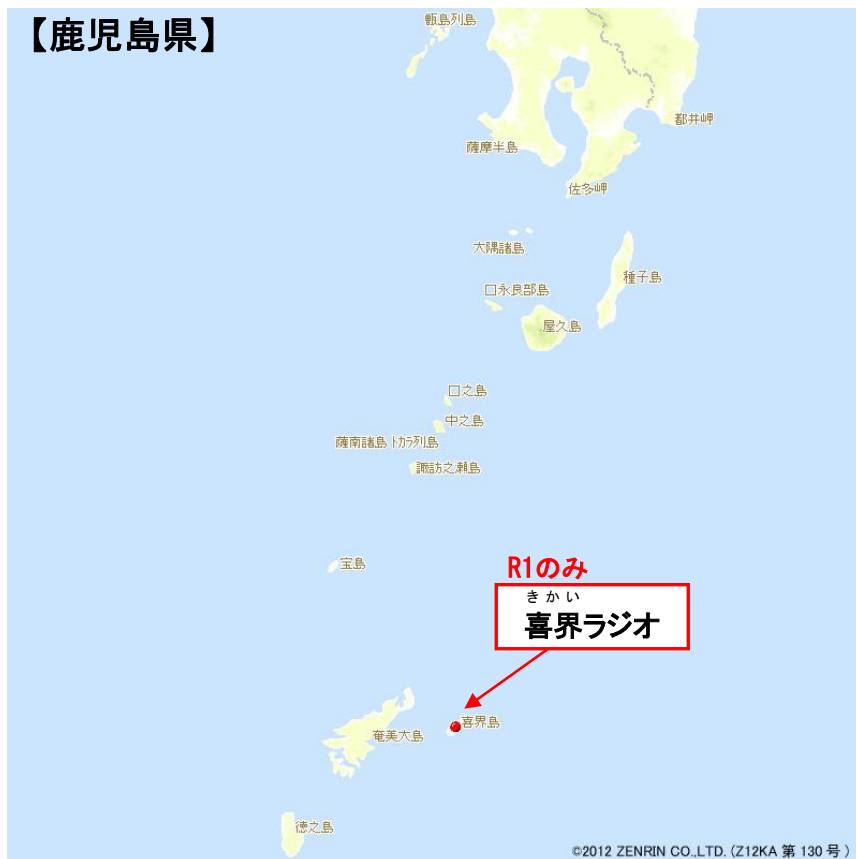 【鹿児島県】
甑島列島
都井岬
薩摩半島
佐多岬
大隅諸島
種子島
口永良部島
屋久島
口之島
中之島
薩南諸島 トカラ列島
諏訪之瀬島
宝島
R1のみ
きかい
喜界ラジオ
喜界島
奄美大島
徳之島
©2012 ZENRIN CO.,LTD. (Z12KA 第 130 号 )